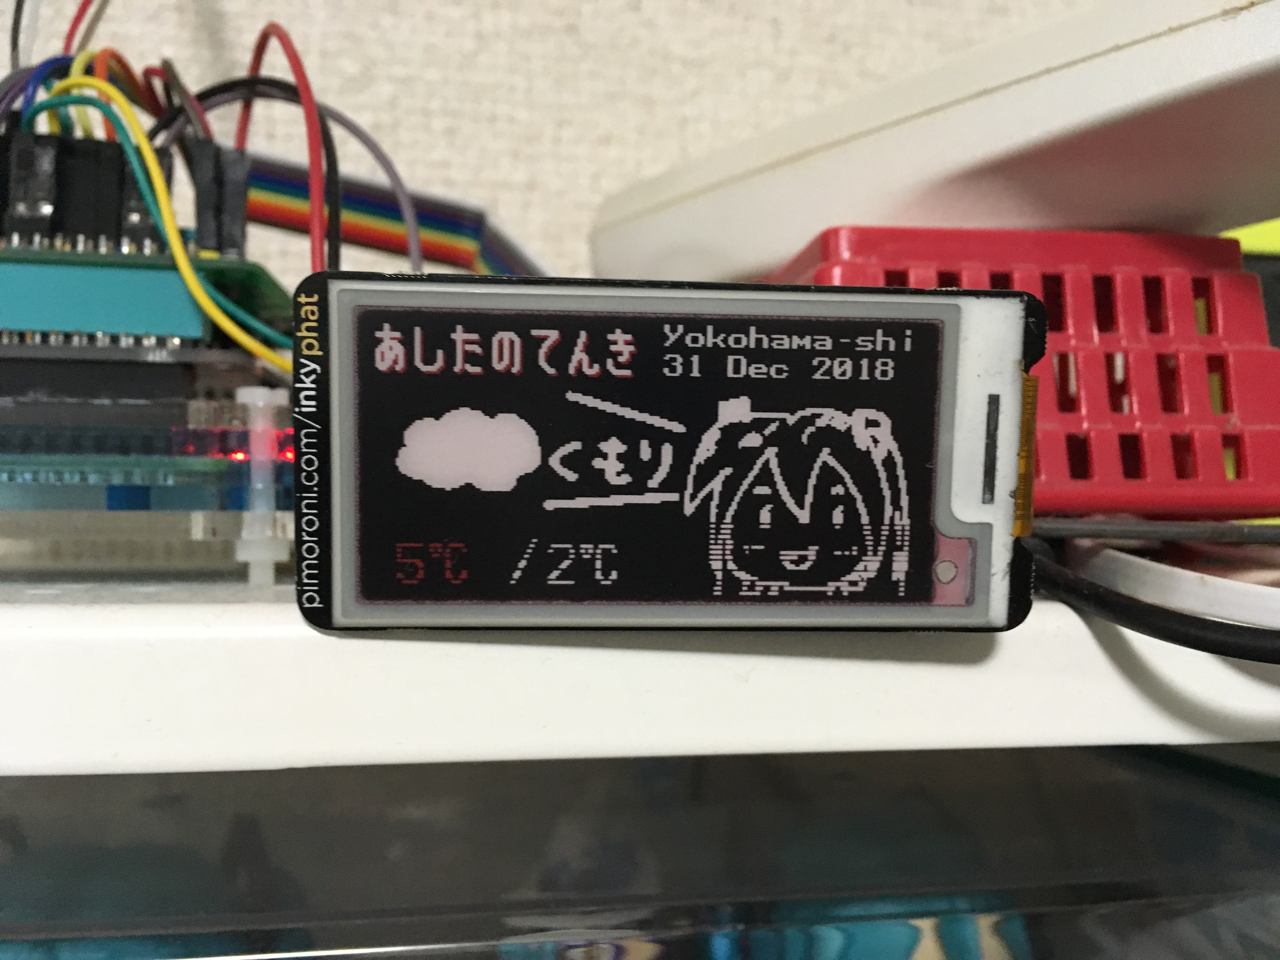 pimoroni.com/inkyphat
あしたのてんき
Yokohama-shi
31 Dec 2018
くもり
5℃ /2℃